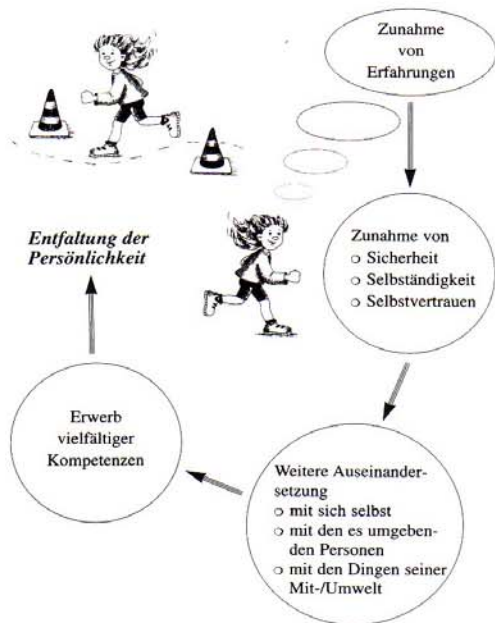 Zunahme
von
Erfahrungen
Zunahme von
○ Sicherheit
○ Selbständigkeit
○ Selbstvertrauen
Weitere Auseinander-
setzung
○ mit sich selbst
○ mit den es umgeben-
den Personen
○ mit den Dingen seiner
Mit-/Umwelt
Erwerb
vielfältiger
Kompetenzen
Entfaltung der
Persönlichkeit